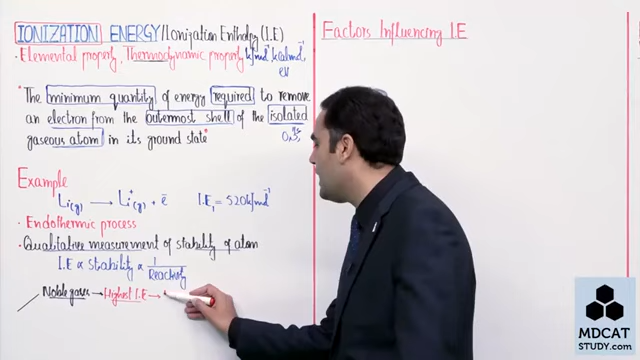 IONIZATION ENERGY/Ionization Enthalpy (I.E)
• Elemental property, Thermodynamic property kJmol⁻¹, kcalmol⁻¹
ev
"The minimum quantity of energy required to remove
an electron from the outermost shell of the isolated
gaseous atom in its ground state"
Example
Li(g) → Li⁺(g) + ē I.E₁ = 520kJmol⁻¹
• Endothermic process
• Qualitative measurement of stability of atom
I.E ∝ Stability ∝ 1/Reactivity
Noble gases → Highest I.E →
Factors Influencing I.E
MDCAT
STUDY.COM